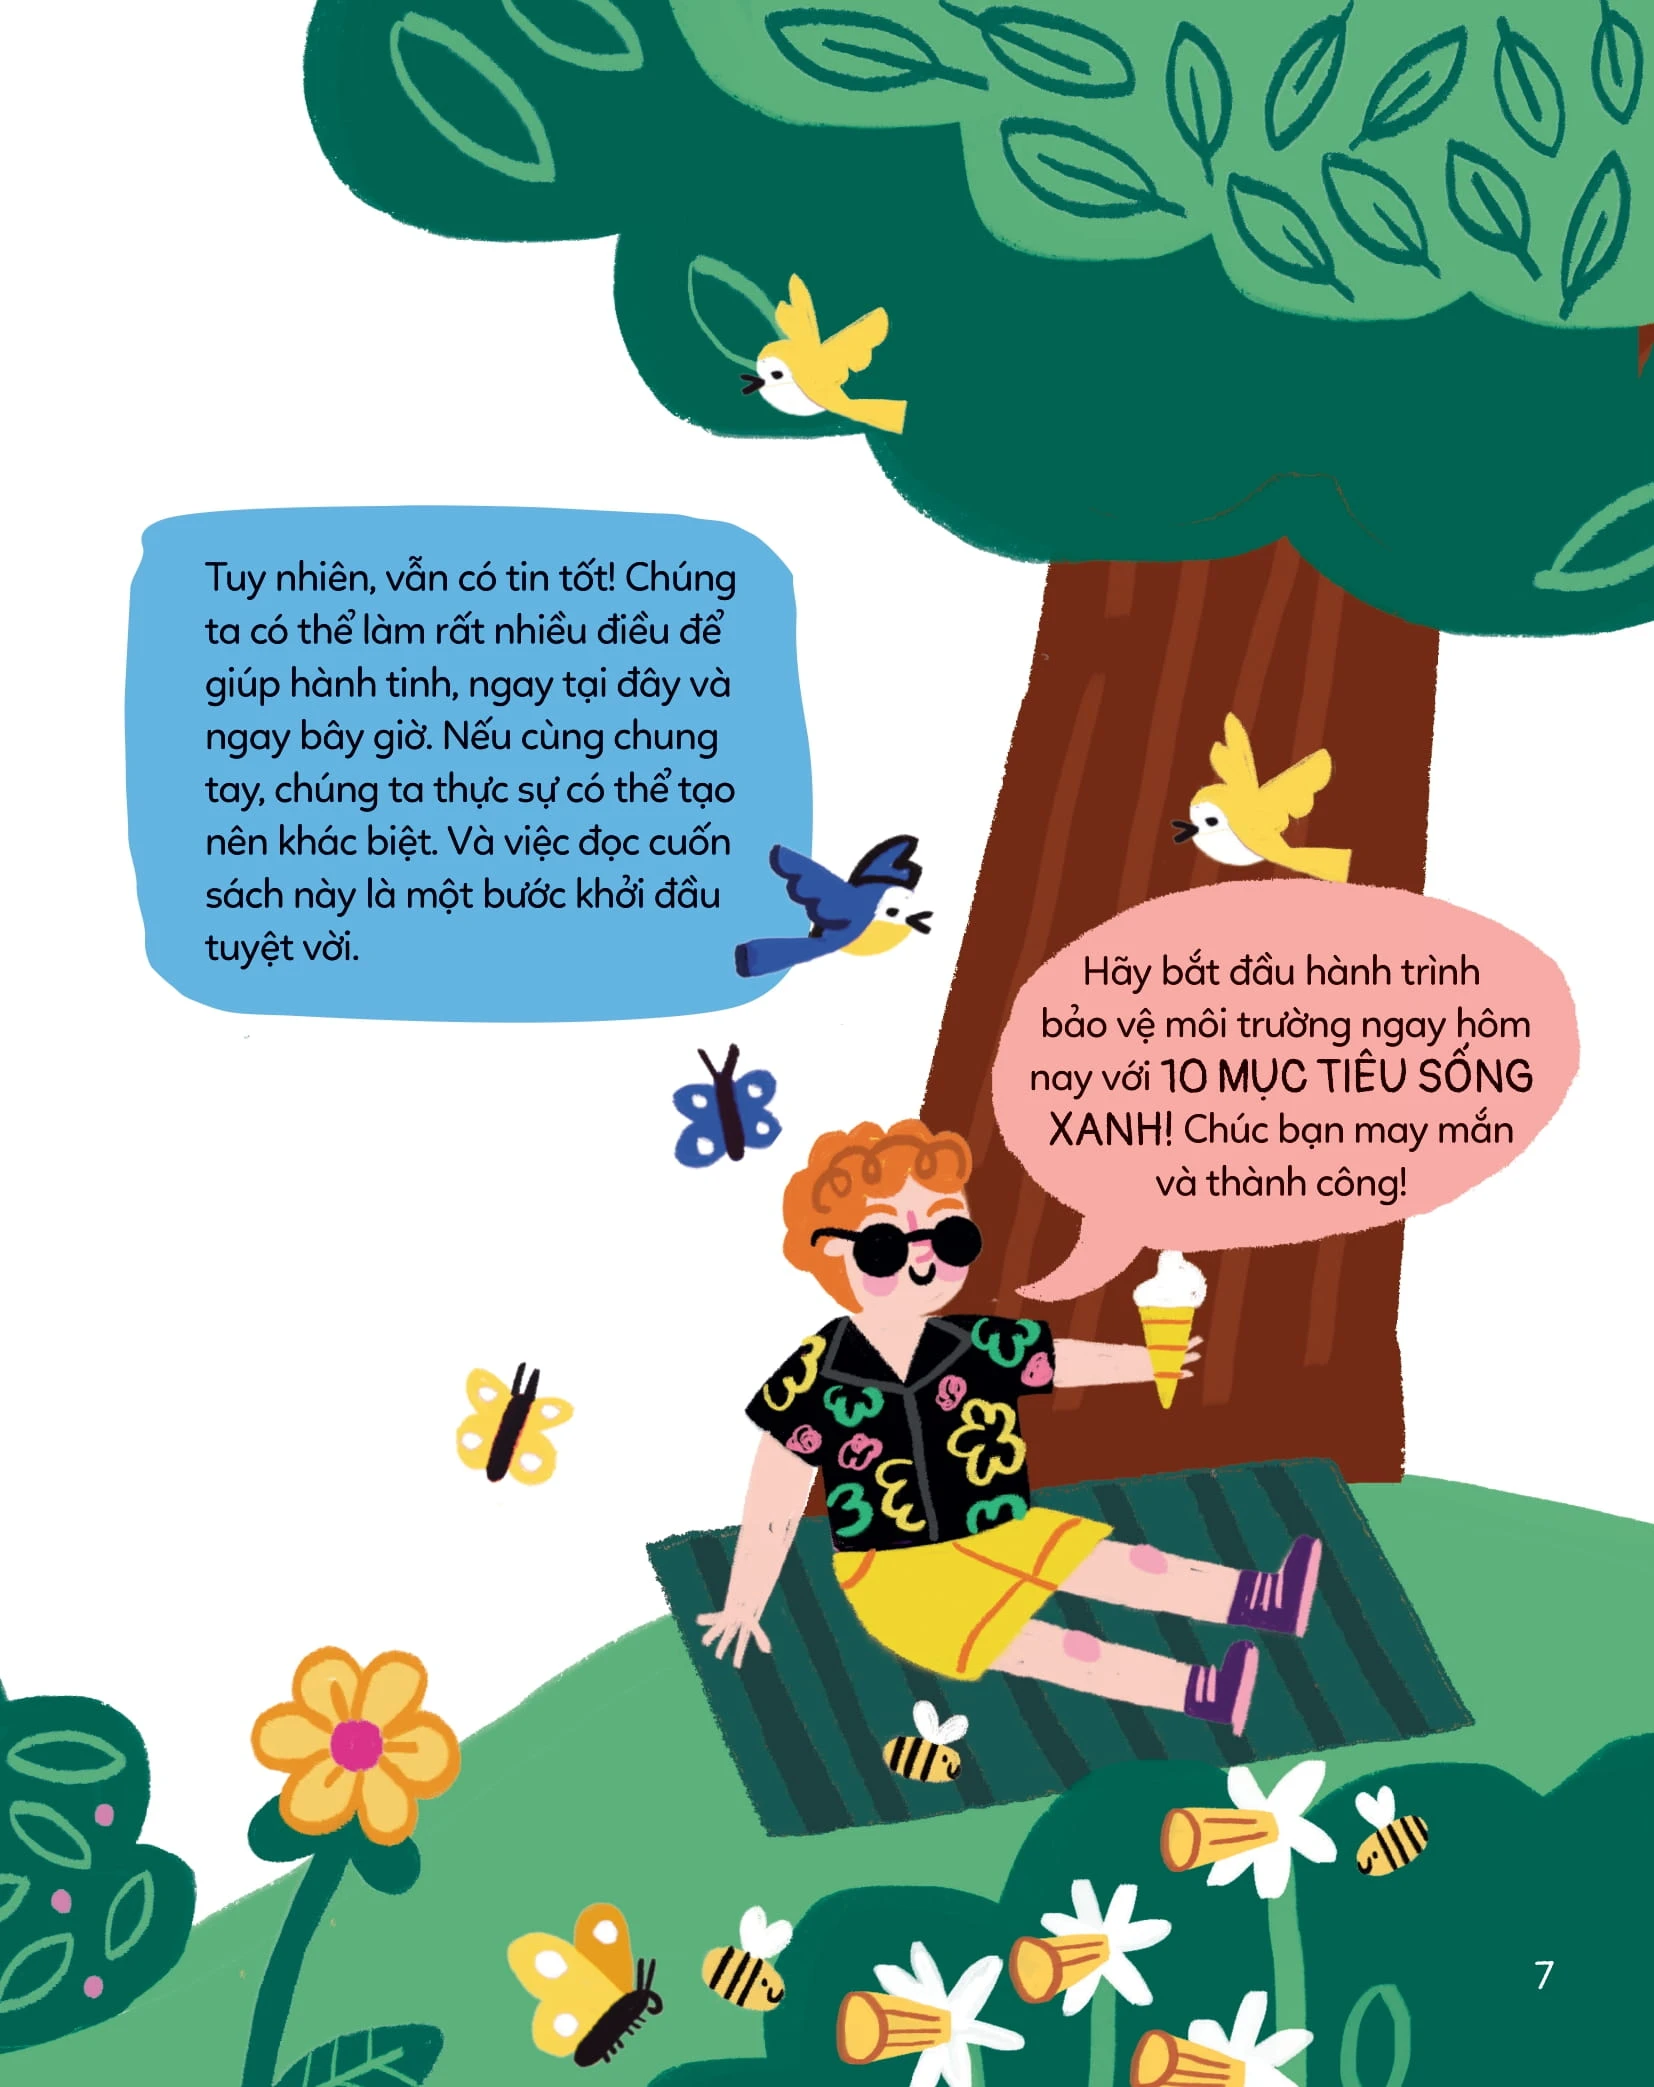 Tuy nhiên, vẫn có tin tốt! Chúng
ta có thể làm rất nhiều điều để
giúp hành tinh, ngay tại đây và
ngay bây giờ. Nếu cùng chung
tay, chúng ta thực sự có thể tạo
nên khác biệt. Và việc đọc cuốn
sách này là một bước khởi đầu
tuyệt vời.
Hãy bắt đầu hành trình
bảo vệ môi trường ngay hôm
nay với 10 MỤC TIÊU SỐNG
XANH! Chúc bạn may mắn
và thành công!
7